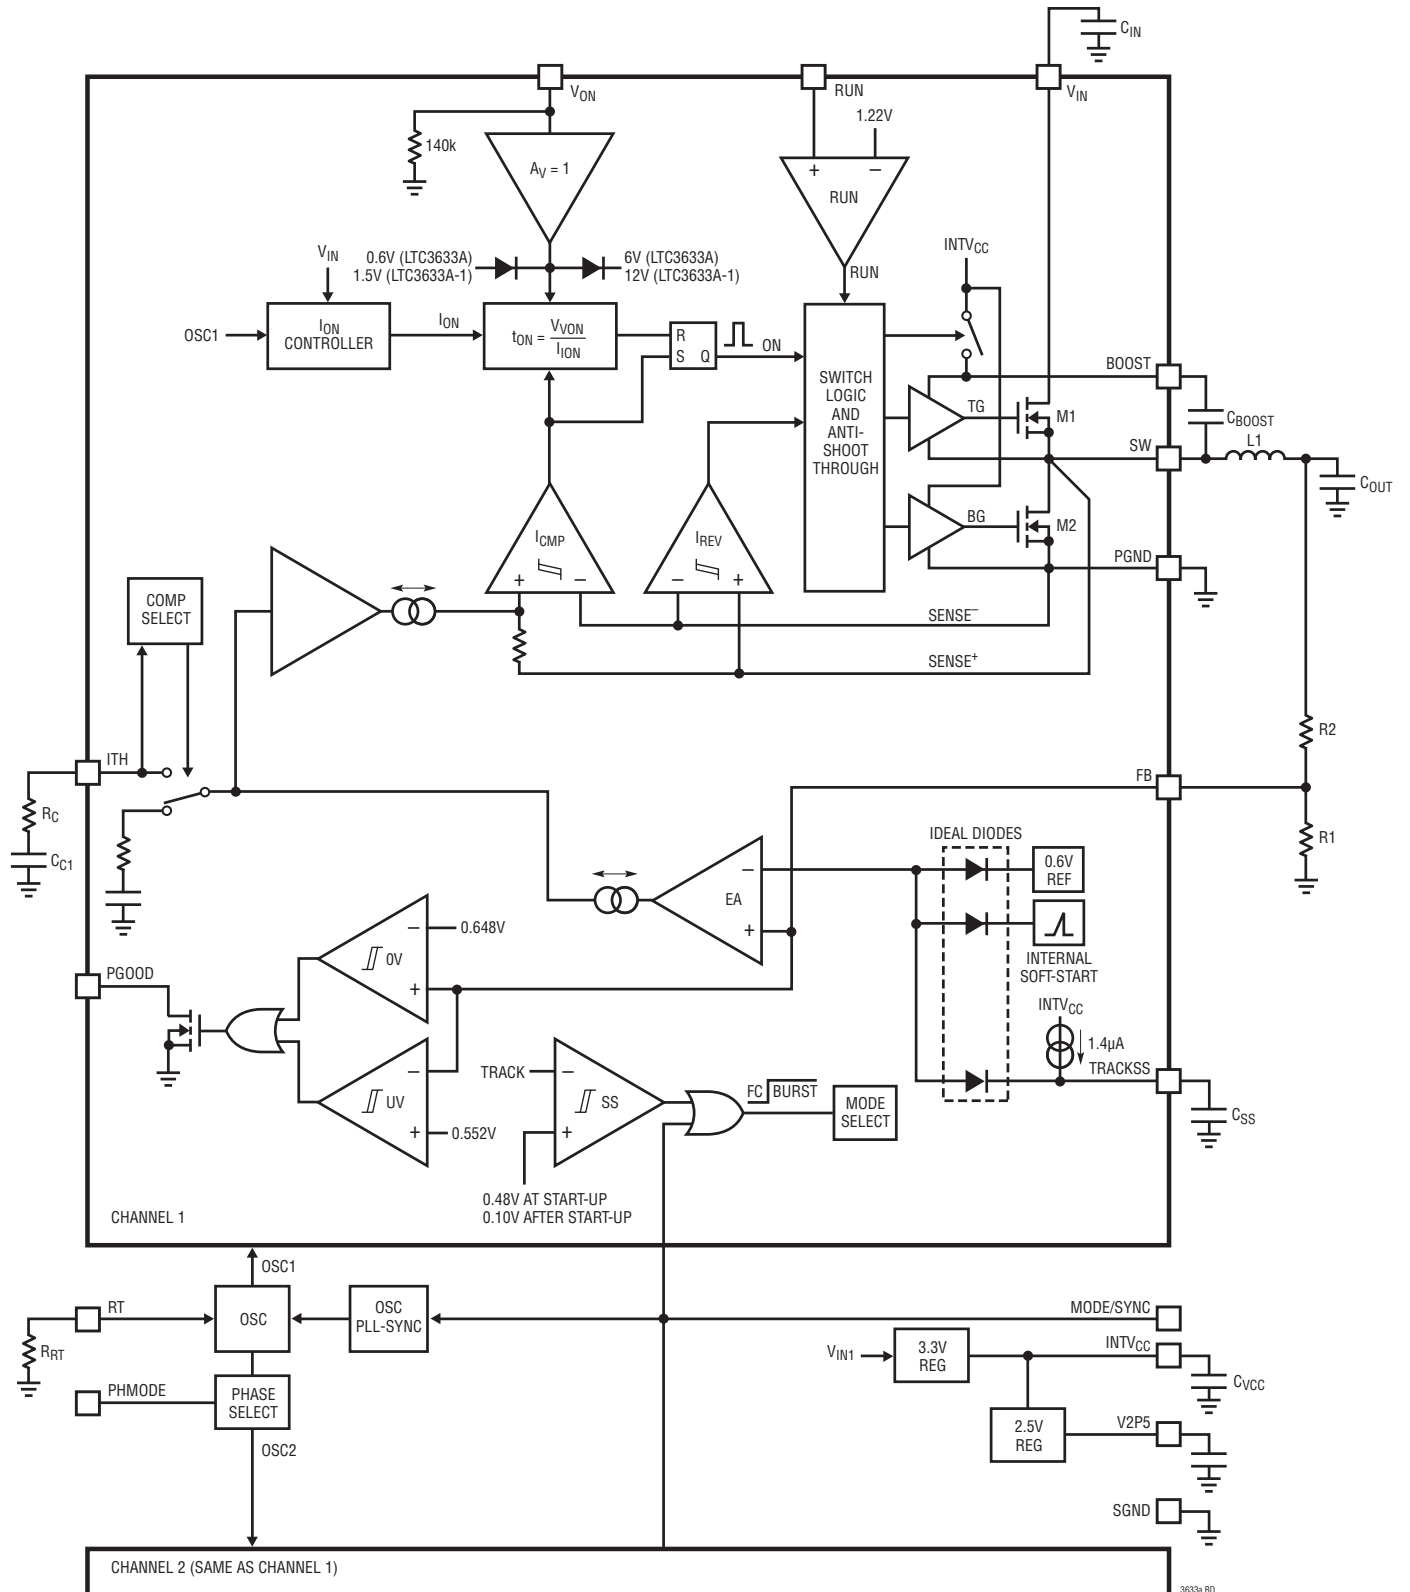 CIN
VON
RUN
VIN
1.22V
140k
AV = 1
+ −
RUN
VIN
0.6V (LTC3633A)
1.5V (LTC3633A-1)
6V (LTC3633A)
12V (LTC3633A-1)
INTVCC
RUN
OSC1
ION
CONTROLLER
ION
tON = VVON
IION
R
S Q
ON
SWITCH
LOGIC
AND
ANTI-
SHOOT
THROUGH
BOOST
TG
M1
CBOOST
SW
L1
COUT
BG
M2
PGND
ICMP
+ −
IREV
− +
COMP
SELECT
SENSE−
SENSE+
ITH
RC
CC1
R2
FB
R1
IDEAL DIODES
0.6V
REF
−
EA
+
INTERNAL
SOFT-START
− 0.648V
0V
+
PGOOD
INTVCC
1.4µA
TRACKSS
CSS
−
UV
+ 0.552V
TRACK −
SS
+
FC BURST
MODE
SELECT
0.48V AT START-UP
0.10V AFTER START-UP
CHANNEL 1
OSC1
RT
RRT
OSC
OSC
PLL-SYNC
MODE/SYNC
VIN1
3.3V
REG
INTVCC
CVCC
PHMODE
PHASE
SELECT
2.5V
REG
V2P5
OSC2
SGND
CHANNEL 2 (SAME AS CHANNEL 1)
3633a BD